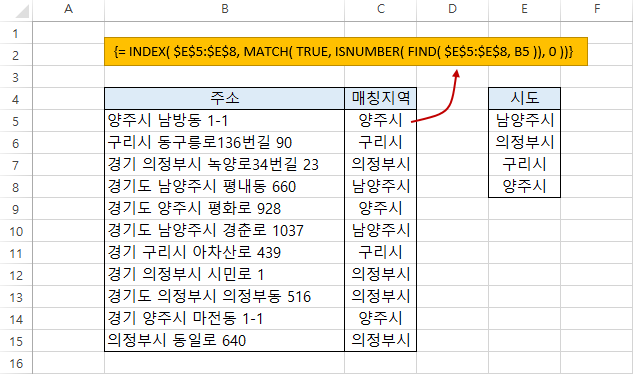 A B C D E F
1
2 {= INDEX( $E$5:$E$8, MATCH( TRUE, ISNUMBER( FIND( $E$5:$E$8, B5 )), 0 ))}
3
4 주소 매칭지역 시도
5 양주시 남방동 1-1 양주시 남양주시
6 구리시 동구릉로136번길 90 구리시 의정부시
7 경기 의정부시 녹양로34번길 23 의정부시 구리시
8 경기도 남양주시 평내동 660 남양주시 양주시
9 경기도 양주시 평화로 928 양주시
10 경기도 남양주시 경춘로 1037 남양주시
11 경기 구리시 아차산로 439 구리시
12 경기 의정부시 시민로 1 의정부시
13 경기도 의정부시 의정부동 516 의정부시
14 경기 양주시 마전동 1-1 양주시
15 의정부시 동일로 640 의정부시
16